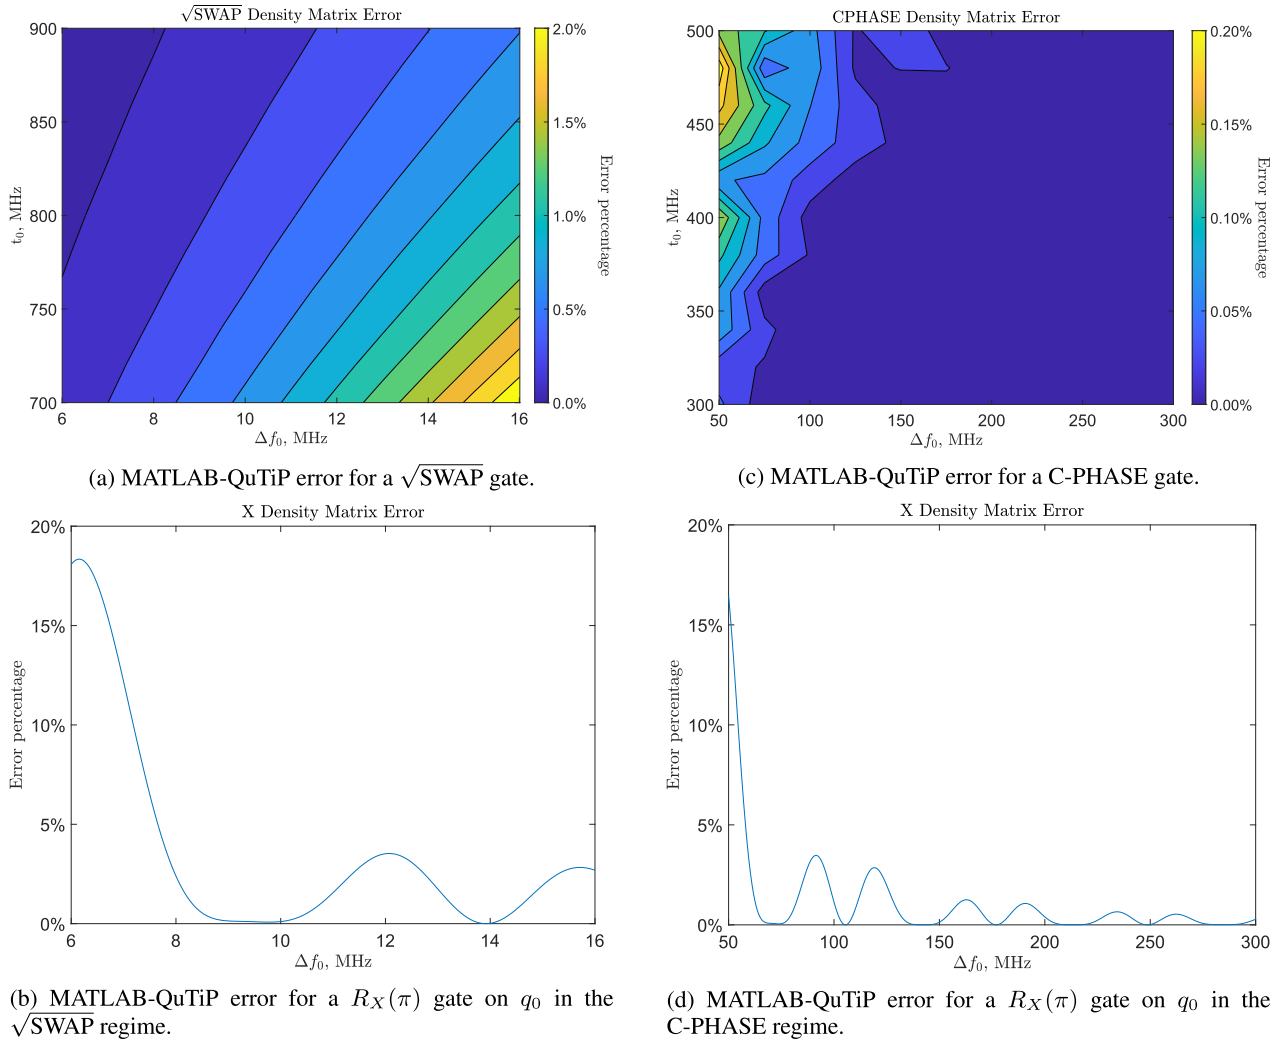 √SWAP Density Matrix Error
900
850
800
750
700
t₀, MHz
6 8 10 12 14 16
Δf₀, MHz
2.0%
1.5%
1.0%
0.5%
0.0%
Error percentage
(a) MATLAB-QuTiP error for a √SWAP gate.
CPHASE Density Matrix Error
500
450
400
350
300
t₀, MHz
50 100 150 200 250 300
Δf₀, MHz
0.20%
0.15%
0.10%
0.05%
0.00%
Error percentage
(c) MATLAB-QuTiP error for a C-PHASE gate.
X Density Matrix Error
20%
15%
10%
5%
0%
Error percentage
6 8 10 12 14 16
Δf₀, MHz
(b) MATLAB-QuTiP error for a R_X(π) gate on q₀ in the
√SWAP regime.
X Density Matrix Error
20%
15%
10%
5%
0%
Error percentage
50 100 150 200 250 300
Δf₀, MHz
(d) MATLAB-QuTiP error for a R_X(π) gate on q₀ in the
C-PHASE regime.